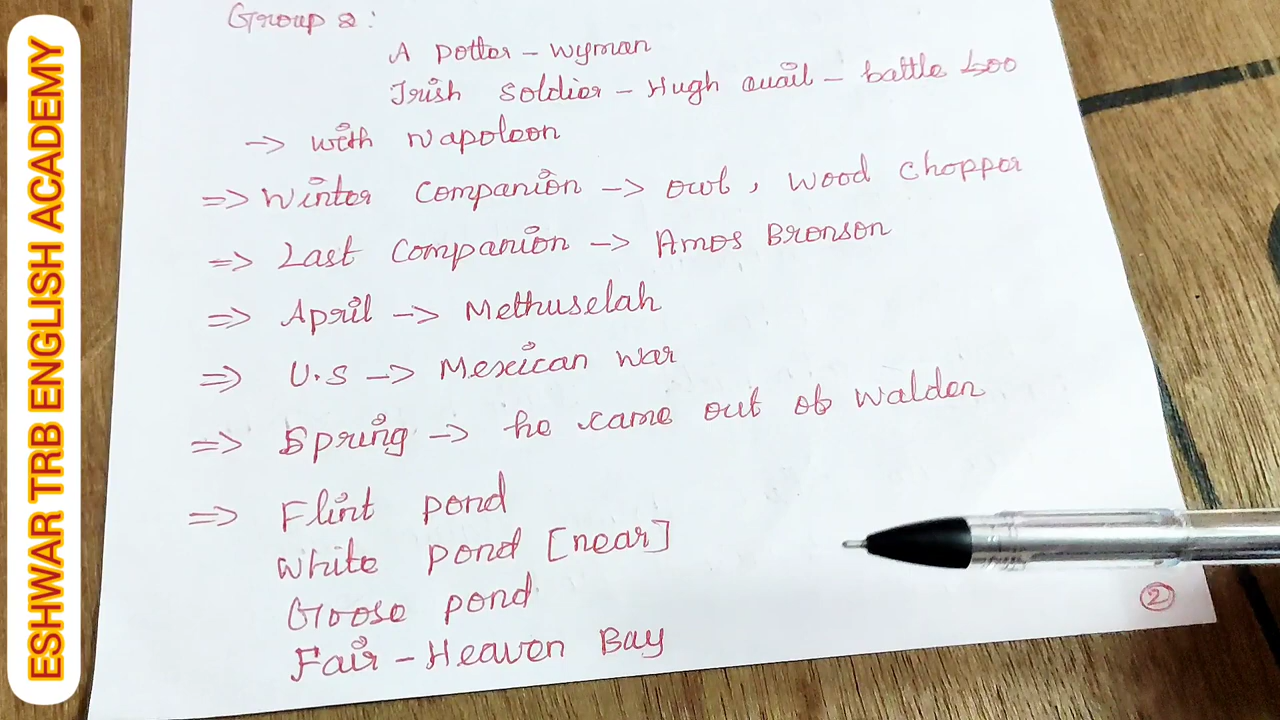 ESHWAR TRB ENGLISH ACADEMY
Group 2:
A potter - wyman
Irish soldier - Hugh quail - battle loo
-> with Napoleon
=> Winter companion -> owl, wood chopper
=> Last companion -> Amos Bronson
=> April -> Methuselah
=> U.S -> Mexican war
=> Spring -> he came out of walden
=> Flint pond
white pond [near]
Goose pond
Fair - Heaven Bay
2